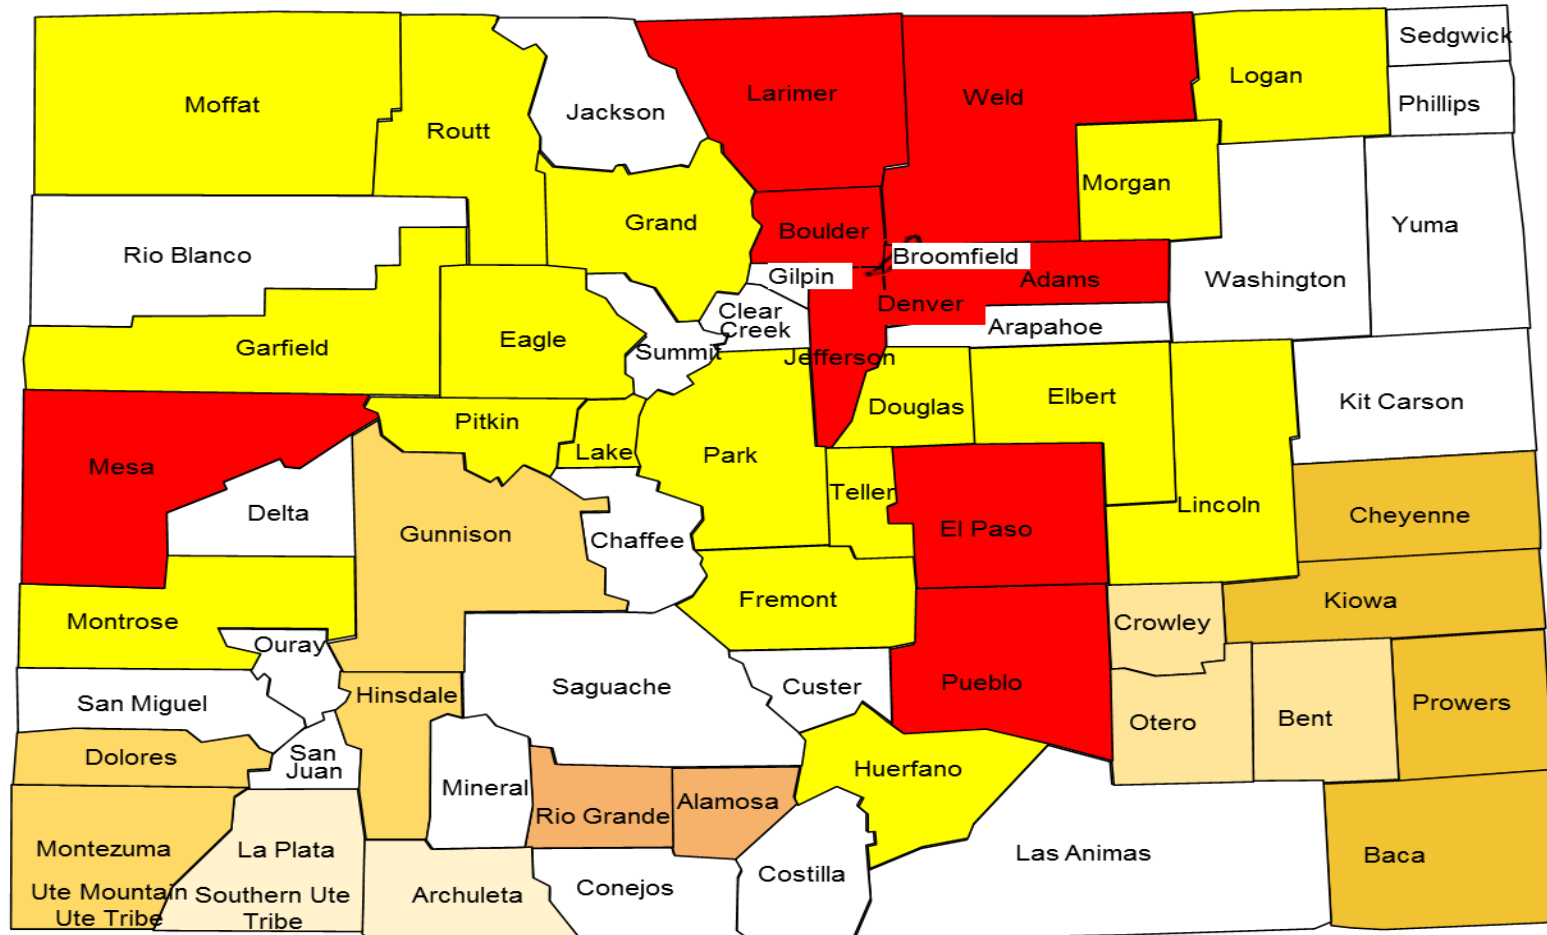 Sedgwick
Logan
Larimer
Weld
Phillips
Moffat
Jackson
Routt
Morgan
Grand
Yuma
Boulder
Rio Blanco
Broomfield
Gilpin
Adams
Washington
Denver
Clear
Creek
Arapahoe
Eagle
Garfield
Summit
Jefferson
Elbert
Kit Carson
Douglas
Pitkin
Lake
Park
Mesa
Teller
Lincoln
Delta
Cheyenne
El Paso
Gunnison
Chaffee
Fremont
Kiowa
Montrose
Crowley
Ouray
Pueblo
Saguache
Custer
Hinsdale
San Miguel
Prowers
Otero
Bent
Dolores
San
Juan
Huerfano
Mineral
Alamosa
Rio Grande
Montezuma
La Plata
Las Animas
Baca
Costilla
Conejos
Archuleta
Ute Mountain
Ute Tribe
Southern Ute
Tribe